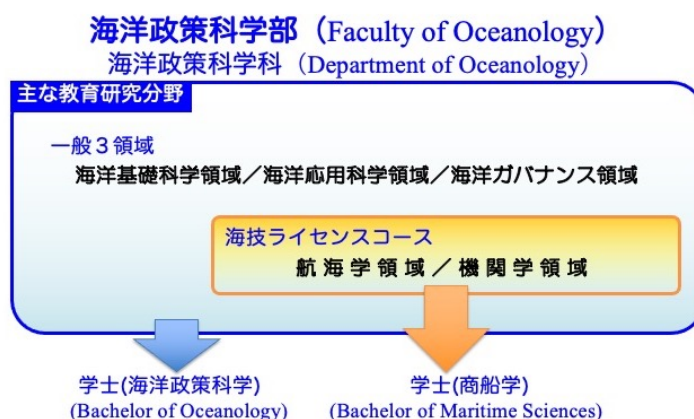 海洋政策科学部（Faculty of Oceanology）
海洋政策科学科（Department of Oceanology）
主な教育研究分野
一般３領域
海洋基礎科学領域／海洋応用科学領域／海洋ガバナンス領域
海技ライセンスコース
航海学領域／機関学領域
学士(海洋政策科学)
(Bachelor of Oceanology)
学士(商船学)
(Bachelor of Maritime Sciences)